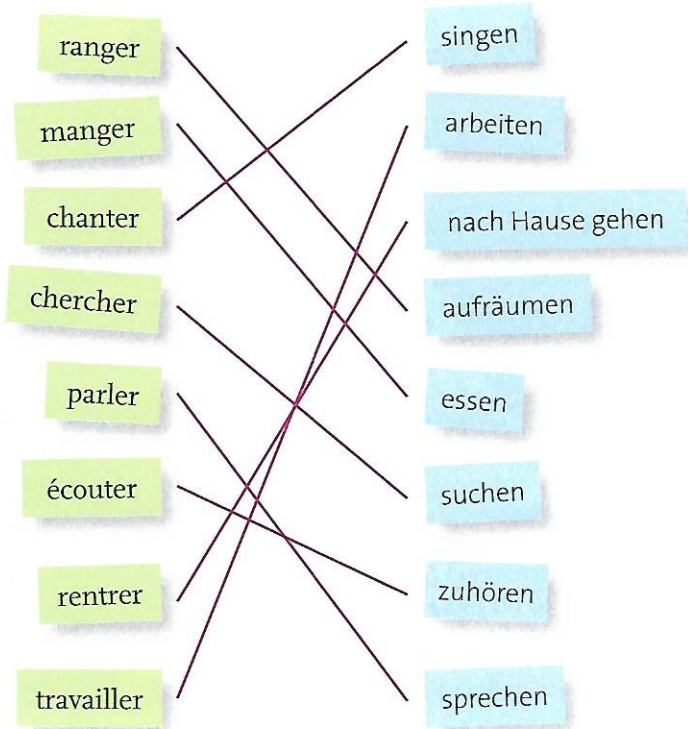 ranger
manger
chanter
chercher
parler
écouter
rentrer
travailler
singen
arbeiten
nach Hause gehen
aufräumen
essen
suchen
zuhören
sprechen